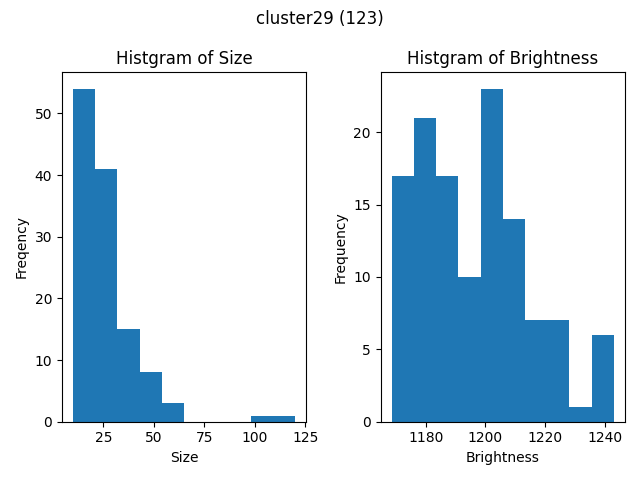 cluster29 (123)
Histgram of Size
Freqency
50
40
30
20
10
0
25 50 75 100 125
Size
Histgram of Brightness
Frequency
20
15
10
5
0
1180 1200 1220 1240
Brightness